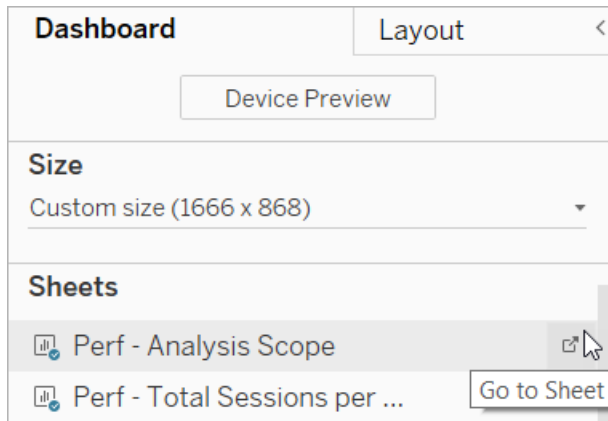 Dashboard Layout <
Device Preview
Size
Custom size (1666 x 868)
Sheets
Perf - Analysis Scope
Perf - Total Sessions per ...
Go to Sheet